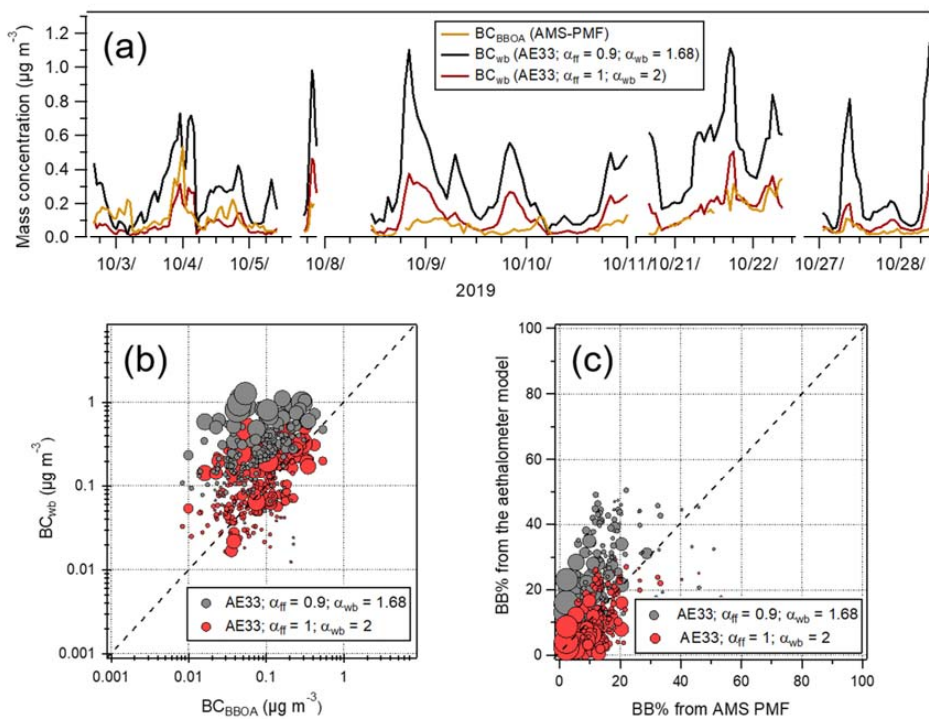 (a)
BC_BBOA (AMS-PMF)
BC_wb (AE33; α_ff = 0.9; α_wb = 1.68)
BC_wb (AE33; α_ff = 1; α_wb = 2)
Mass concentration (µg m⁻³)
1.2
1.0
0.8
0.6
0.4
0.2
0.0
10/3/ 10/4/ 10/5/ 10/8/ 10/9/ 10/10/ 10/11/10/21/ 10/22/ 10/27/ 10/28/
2019
(b)
BC_wb (µg m⁻³)
1
0.1
0.01
0.001
AE33; α_ff = 0.9; α_wb = 1.68
AE33; α_ff = 1; α_wb = 2
0.001 0.01 0.1 1
BC_BBOA (µg m⁻³)
(c)
BB% from the aethalometer model
100
80
60
40
20
0
AE33; α_ff = 0.9; α_wb = 1.68
AE33; α_ff = 1; α_wb = 2
0 20 40 60 80 100
BB% from AMS PMF